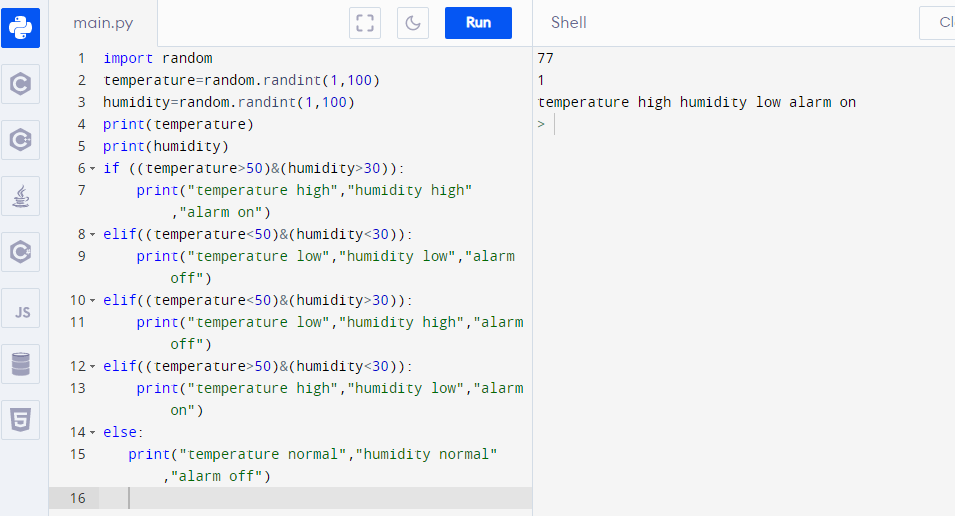 main.py
Run
Shell
Cl
1 import random
2 temperature=random.randint(1,100)
3 humidity=random.randint(1,100)
4 print(temperature)
5 print(humidity)
6 if ((temperature>50)&(humidity>30)):
7 print("temperature high","humidity high"
,"alarm on")
8 elif((temperature<50)&(humidity<30)):
9 print("temperature low","humidity low","alarm
off")
10 elif((temperature<50)&(humidity>30)):
11 print("temperature low","humidity high","alarm
off")
12 elif((temperature>50)&(humidity<30)):
13 print("temperature high","humidity low","alarm
on")
14 else:
15 print("temperature normal","humidity normal"
,"alarm off")
16
77
1
temperature high humidity low alarm on
>
C
C++
C
JS
5